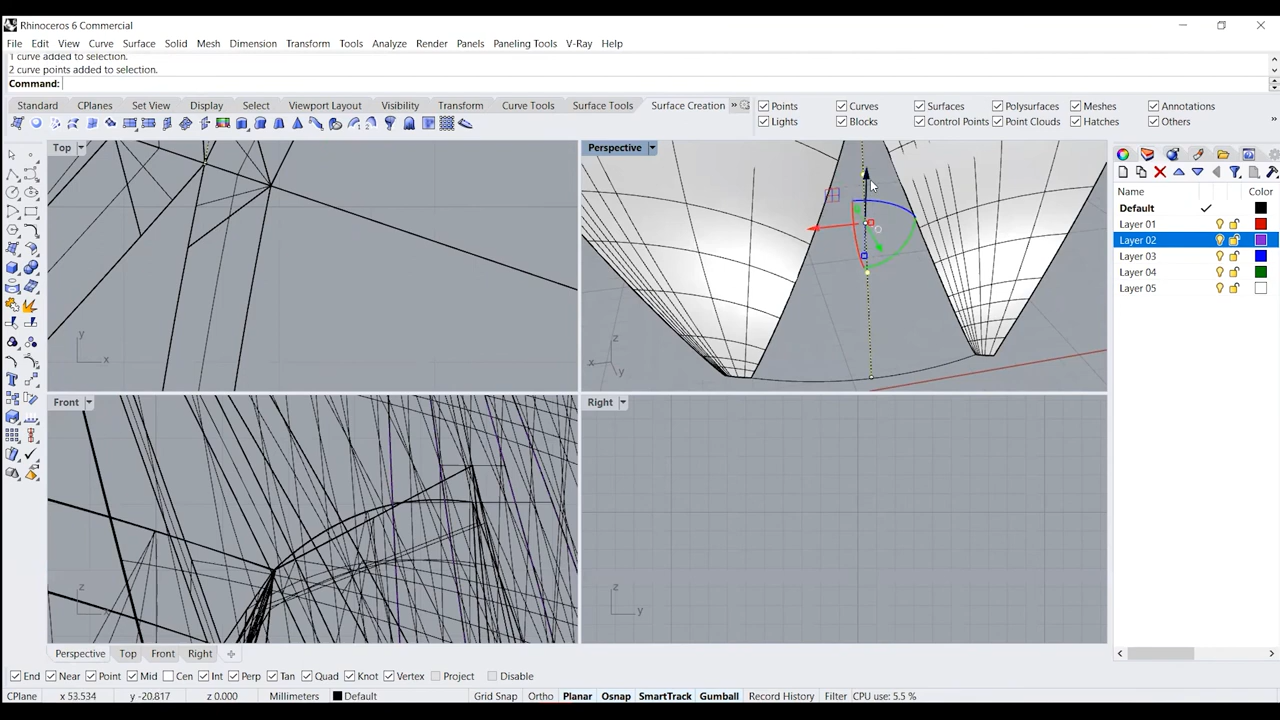 Rhinoceros 6 Commercial
File Edit View Curve Surface Solid Mesh Dimension Transform Tools Analyze Render Panels Paneling Tools V-Ray Help
1 curve added to selection.
2 curve points added to selection.
Command:
Standard CPlanes Set View Display Select Viewport Layout Visibility Transform Curve Tools Surface Tools Surface Creation »
Points Curves Surfaces Polysurfaces Meshes Annotations
Lights Blocks Control Points Point Clouds Hatches Others »
Top
Perspective
Name Color
Default
Layer 01
Layer 02
Layer 03
Layer 04
Layer 05
y x
z x y
Front
Right
z x
z y
Perspective Top Front Right
End Near Point Mid Cen Int Perp Tan Quad Knot Vertex Project Disable
CPlane x 53.534 y -20.817 z 0.000 Millimeters Default Grid Snap Ortho Planar Osnap SmartTrack Gumball Record History Filter CPU use: 5.5 %